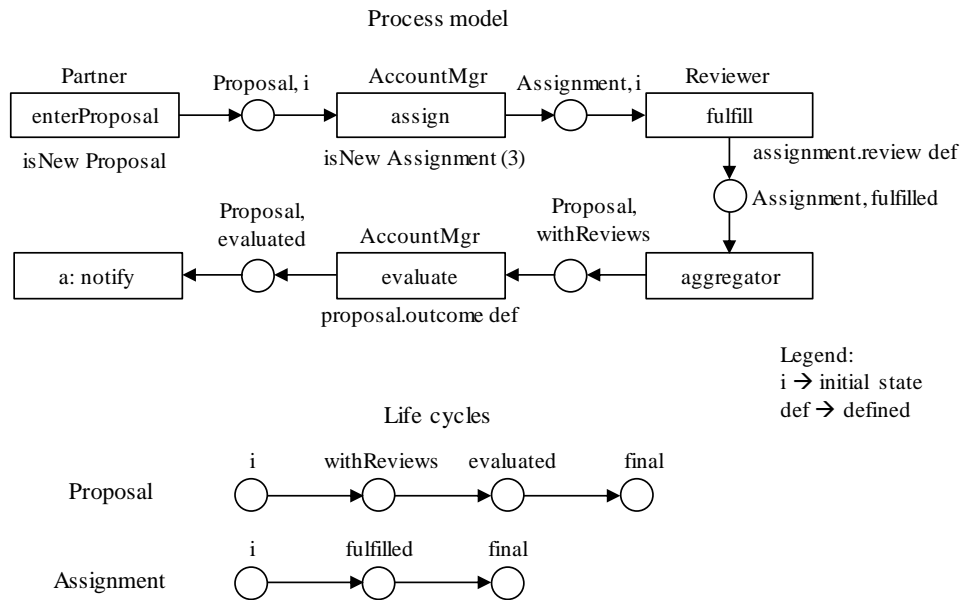 Process model
Partner
Proposal, i
AccountMgr
Assignment, i
Reviewer
enterProposal
assign
fulfill
isNew Proposal
isNew Assignment (3)
assignment.review def
Assignment, fulfilled
Proposal,
evaluated
AccountMgr
Proposal,
withReviews
a: notify
evaluate
aggregator
proposal.outcome def
Legend:
i → initial state
def → defined
Life cycles
i
withReviews
evaluated
final
Proposal
i
fulfilled
final
Assignment